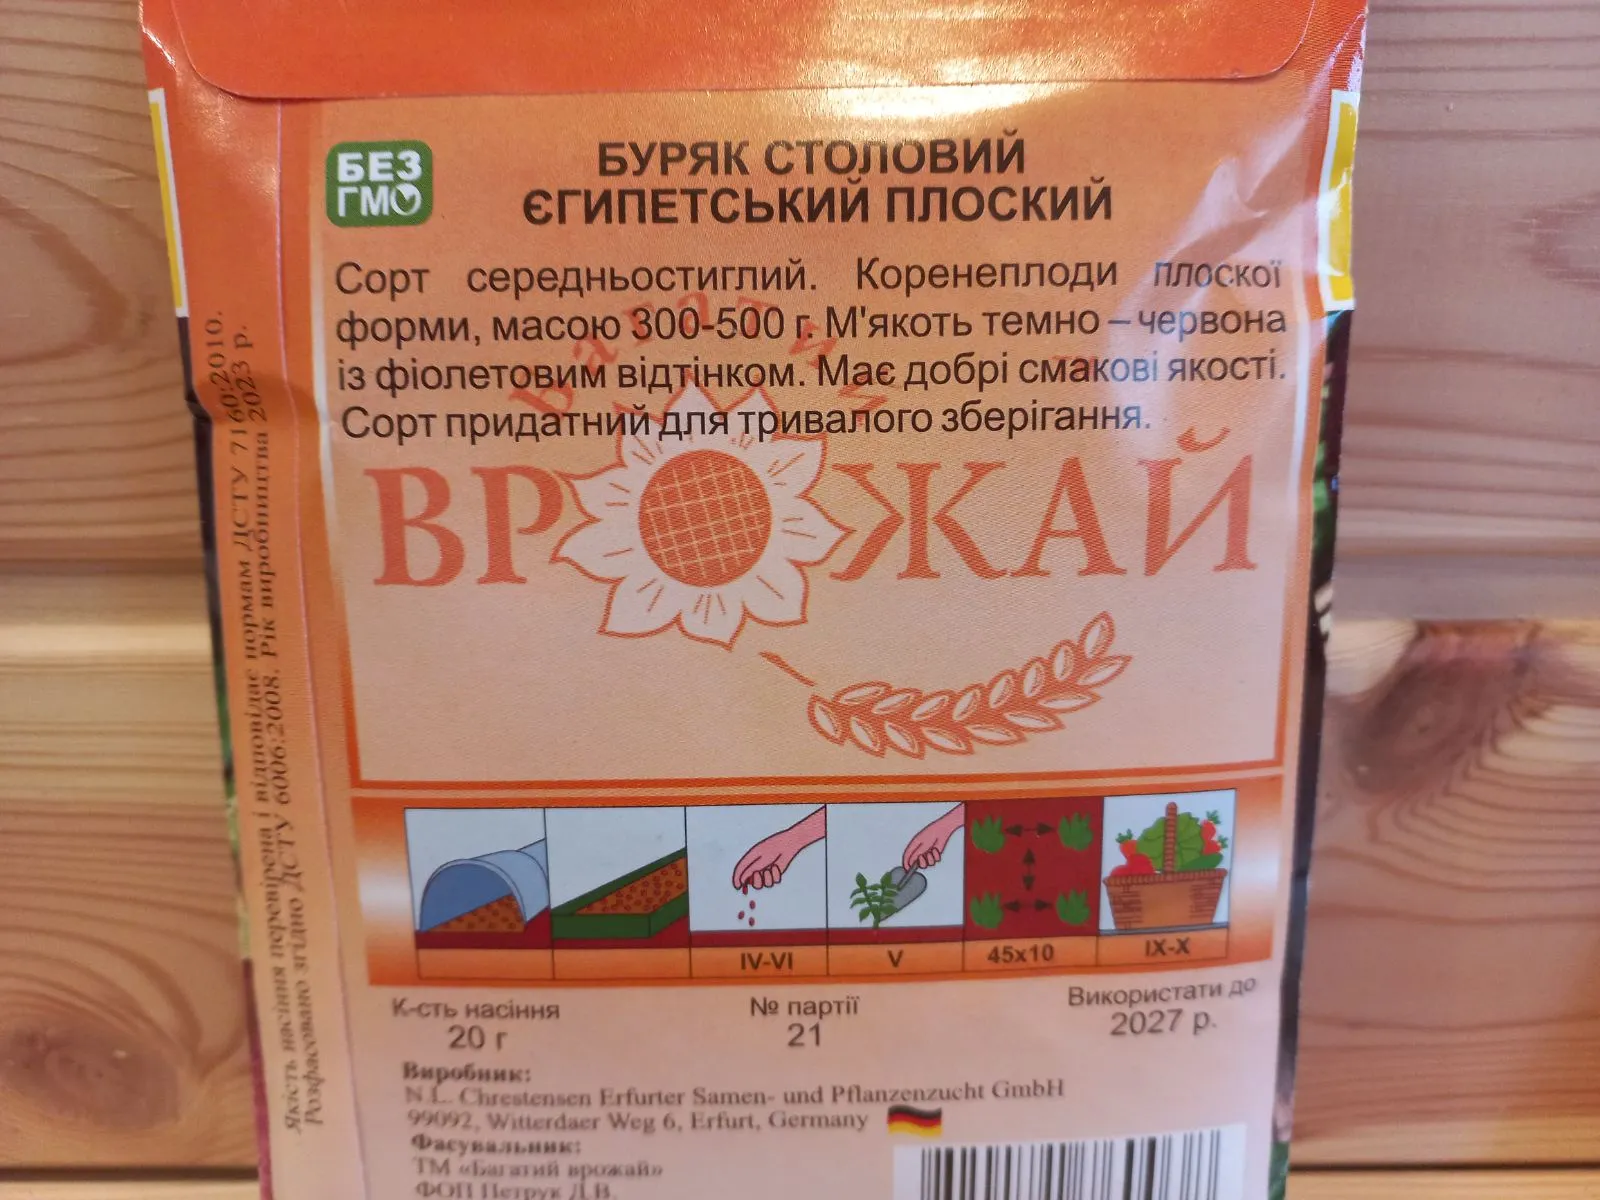 БЕЗ
ГМО
БУРЯК СТОЛОВИЙ
ЄГИПЕТСЬКИЙ ПЛОСКИЙ
Сорт середньостиглий. Коренеплоди плоскої
форми, масою 300-500 г. М'якоть темно – червона
із фіолетовим відтінком. Має добрі смакові якості.
Сорт придатний для тривалого зберігання.
Багатий
ВРОЖАЙ
IV-VI
V
45x10
IX-X
К-сть насіння
20 г
№ партії
21
Використати до
2027 р.
Виробник:
N.L. Chrestensen Erfurter Samen- und Pflanzenzucht GmbH
99092, Witterdaer Weg 6, Erfurt, Germany
Фасувальник:
ТМ «Багатий врожай»
ФОП Петрук Д.В.
Якість насіння перевірена і відповідає нормам ДСТУ 7160:2010.
Розфасовано згідно ДСТУ 6006:2008. Рік виробництва 2023 р.